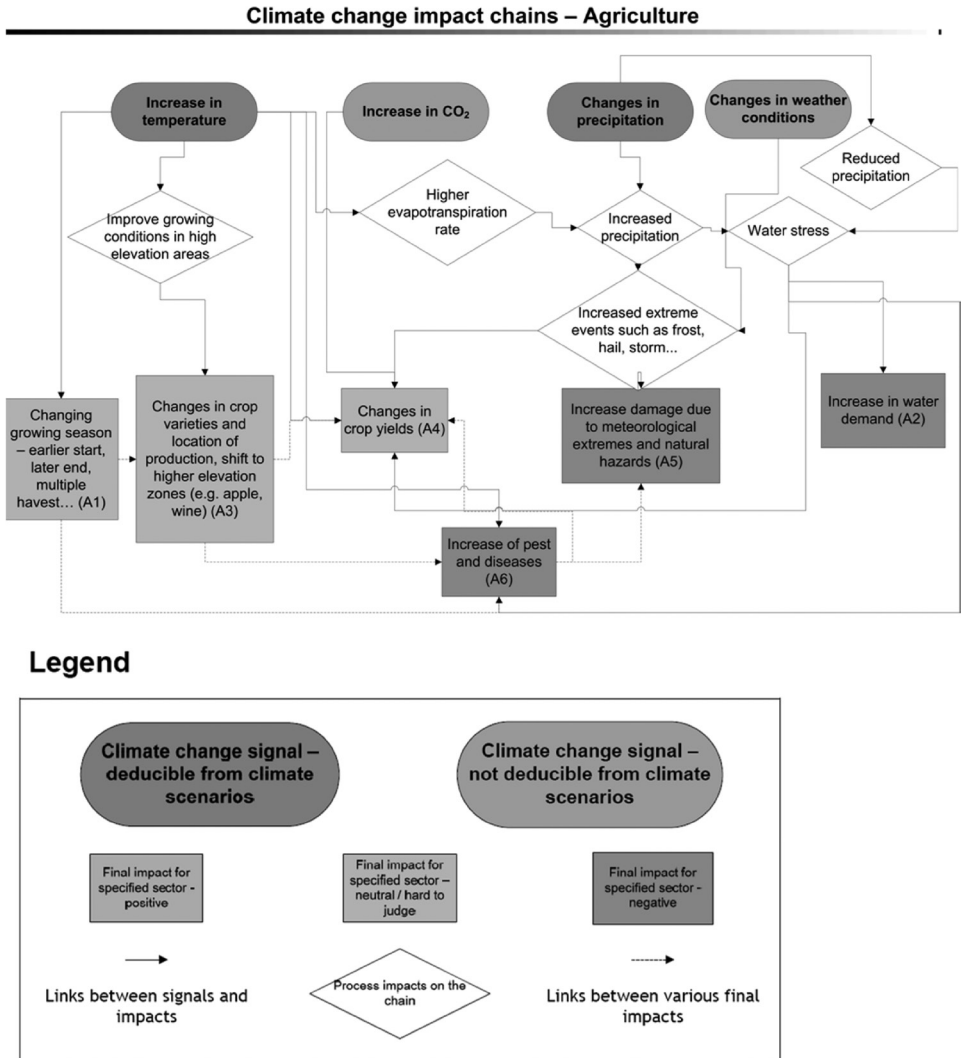 Climate change impact chains – Agriculture
Increase in
temperature
Increase in CO₂
Changes in
precipitation
Changes in weather
conditions
Reduced
precipitation
Improve growing
conditions in high
elevation areas
Higher
evapotranspiration
rate
Increased
precipitation
Water stress
Increased extreme
events such as frost,
hail, storm...
Changing
growing season
– earlier start,
later end,
multiple
havest... (A1)
Changes in crop
varieties and
location of
production, shift to
higher elevation
zones (e.g. apple,
wine) (A3)
Changes in
crop yields (A4)
Increase damage due
to meteorological
extremes and natural
hazards (A5)
Increase in water
demand (A2)
Increase of pest
and diseases
(A6)
Legend
Climate change signal –
deducible from climate
scenarios
Climate change signal –
not deducible from climate
scenarios
Final impact for
specified sector -
positive
Final impact for
specified sector –
neutral / hard to
judge
Final impact for
specified sector -
negative
Links between signals and
impacts
Process impacts on the
chain
Links between various final
impacts